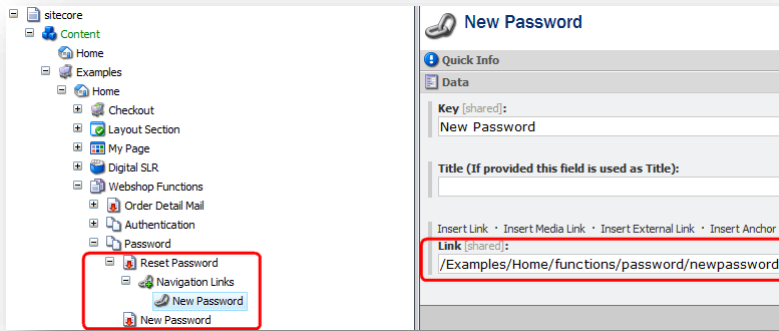 sitecore
Content
Home
Examples
Home
Checkout
Layout Section
My Page
Digital SLR
Webshop Functions
Order Detail Mail
Authentication
Password
Reset Password
Navigation Links
New Password
New Password
New Password
Quick Info
Data
Key [shared]:
New Password
Title (If provided this field is used as Title):
Insert Link · Insert Media Link · Insert External Link · Insert Anchor
Link [shared]:
/Examples/Home/functions/password/newpassword